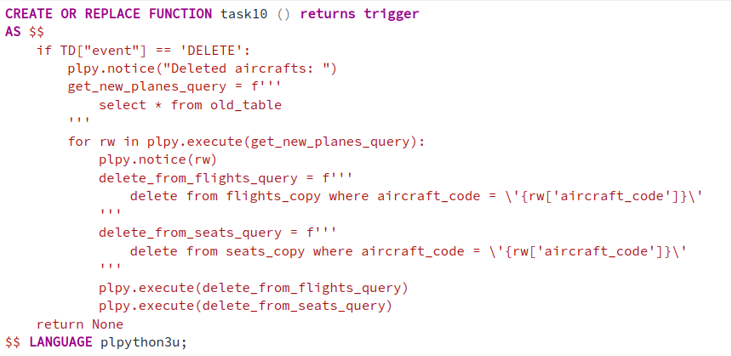 CREATE OR REPLACE FUNCTION task10 () returns trigger
AS $$
    if TD["event"] == 'DELETE':
        plpy.notice("Deleted aircrafts: ")
        get_new_planes_query = f'''
            select * from old_table
        '''
        for rw in plpy.execute(get_new_planes_query):
            plpy.notice(rw)
            delete_from_flights_query = f'''
                delete from flights_copy where aircraft_code = \'{rw['aircraft_code']}\'
            '''
            delete_from_seats_query = f'''
                delete from seats_copy where aircraft_code = \'{rw['aircraft_code']}\'
            '''
            plpy.execute(delete_from_flights_query)
            plpy.execute(delete_from_seats_query)
    return None
$$ LANGUAGE plpython3u;